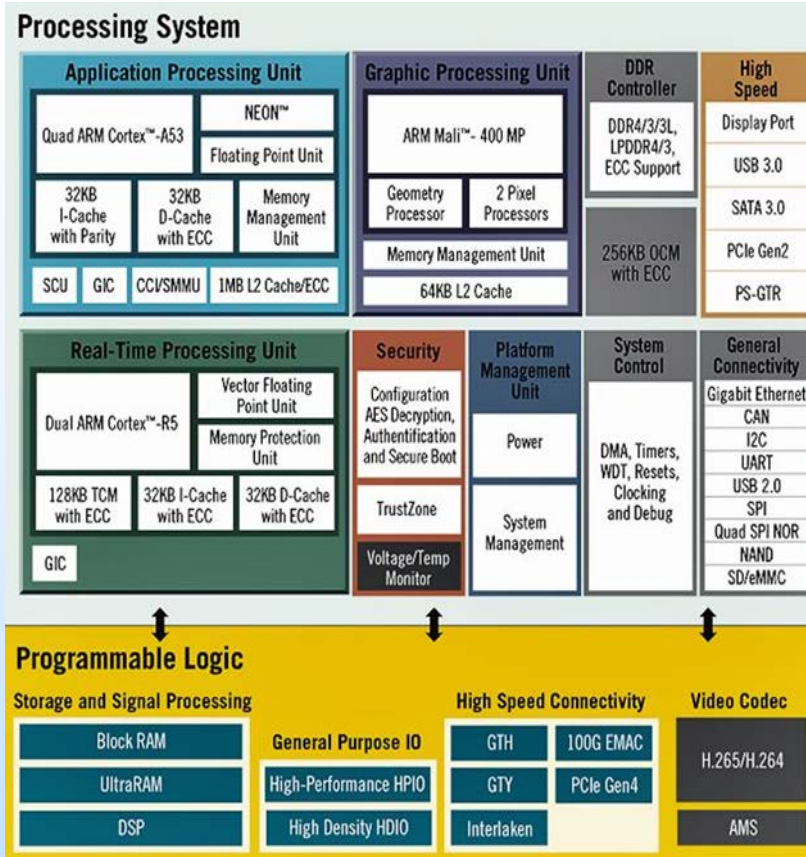 Processing System
Application Processing Unit
Quad ARM Cortex™-A53
NEON™
Floating Point Unit
32KB
I-Cache
with Parity
32KB
D-Cache
with ECC
Memory
Management
Unit
SCU
GIC
CCI/SMMU
1MB L2 Cache/ECC
Graphic Processing Unit
ARM Mali™- 400 MP
Geometry
Processor
2 Pixel
Processors
Memory Management Unit
64KB L2 Cache
DDR
Controller
DDR4/3/3L,
LPDDR4/3,
ECC Support
256KB OCM
with ECC
High
Speed
Display Port
USB 3.0
SATA 3.0
PCIe Gen2
PS-GTR
Real-Time Processing Unit
Dual ARM Cortex™-R5
Vector Floating
Point Unit
Memory Protection
Unit
128KB TCM
with ECC
32KB I-Cache
with ECC
32KB D-Cache
with ECC
GIC
Security
Configuration
AES Decryption,
Authentification
and Secure Boot
TrustZone
Voltage/Temp
Monitor
Platform
Management
Unit
Power
System
Management
System
Control
DMA, Timers,
WDT, Resets,
Clocking
and Debug
General
Connectivity
Gigabit Ethernet
CAN
I2C
UART
USB 2.0
SPI
Quad SPI NOR
NAND
SD/eMMC
Programmable Logic
Storage and Signal Processing
Block RAM
UltraRAM
DSP
General Purpose IO
High-Performance HPIO
High Density HDIO
High Speed Connectivity
GTH
100G EMAC
GTY
PCIe Gen4
Interlaken
Video Codec
H.265/H.264
AMS